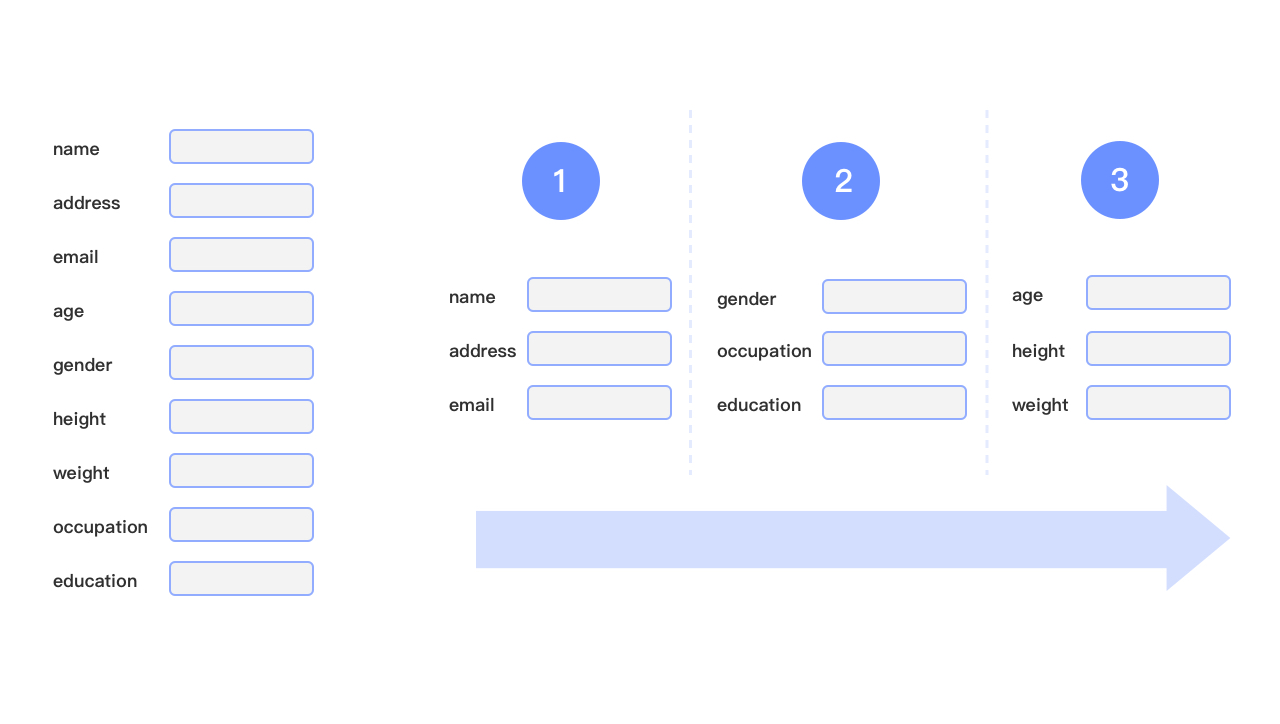 name
address
email
age
gender
height
weight
occupation
education
1
name
address
email
2
gender
occupation
education
3
age
height
weight